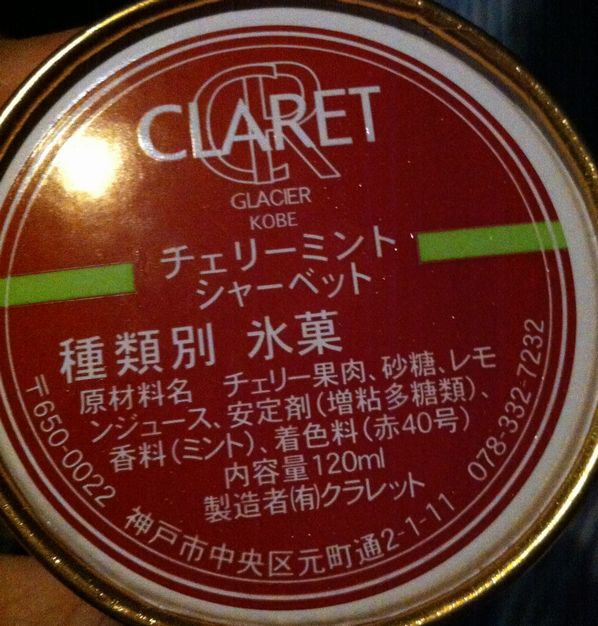 CLARET
CR
GLACIER
KOBE
チェリーミント
シャーベット
種類別 氷菓
原材料名 チェリー果肉、砂糖、レモ
ンジュース、安定剤(増粘多糖類)、
香料(ミント)、着色料(赤40号)
内容量120ml
製造者(有)クラレット
〒650-0022 神戸市中央区元町通2-1-11 078-332-7232